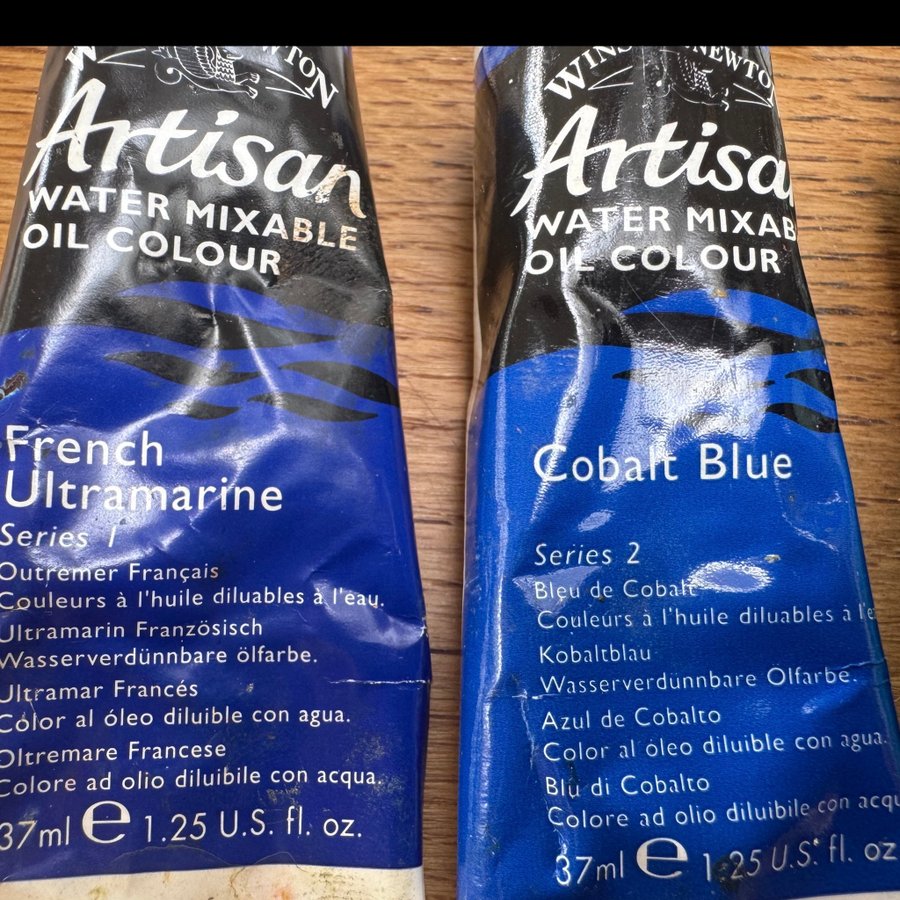 Artisan
WATER MIXABLE
OIL COLOUR
French
Ultramarine
Series 1
Outremer Français
Couleurs à l'huile diluables à l'eau.
Ultramarin Französisch
Wasserverdünnbare ölfarbe.
Ultramar Francés
Color al óleo diluible con agua.
Oltremare Francese
Colore ad olio diluibile con acqua.
37ml e 1.25 U.S. fl. oz.
WINS NEWTO
Artisa
WATER MIXAB
OIL COLOUR
Cobalt Blue
Series 2
Bleu de Cobalt
Couleurs à l'huile diluables à l'e
Kobaltblau
Wasserverdünnbare Olfarbe.
Azul de Cobalto
Color al óleo diluible con agua.
Blu di Cobalto
Colore ad olio diluibile con acqu
37ml e 1.25 U.S. fl. oz